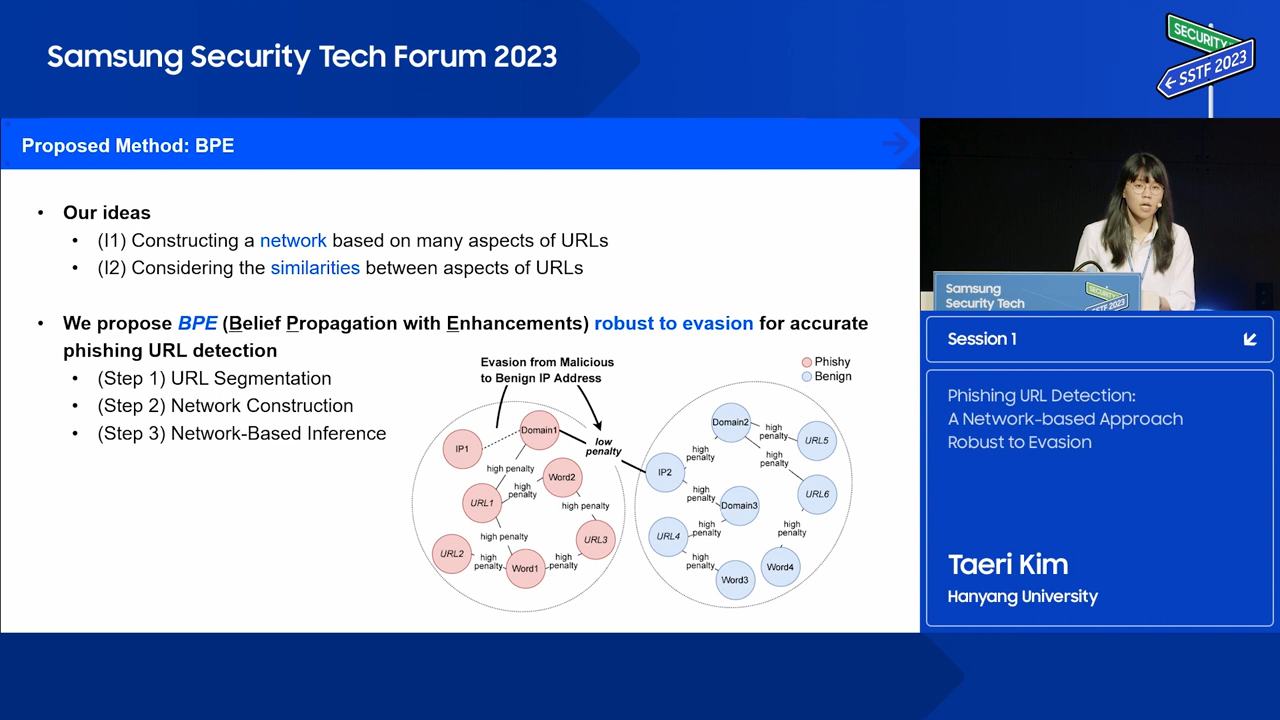 Samsung Security Tech Forum 2023
SECURITY
← SSTF 2023
Proposed Method: BPE
• Our ideas
• (I1) Constructing a network based on many aspects of URLs
• (I2) Considering the similarities between aspects of URLs
• We propose BPE (Belief Propagation with Enhancements) robust to evasion for accurate
phishing URL detection
• (Step 1) URL Segmentation
• (Step 2) Network Construction
• (Step 3) Network-Based Inference
Evasion from Malicious
to Benign IP Address
Phishy
Benign
IP1
Domain1
low
penalty
high penalty
Word2
high
penalty
URL1
high penalty
high penalty
URL2
high
penalty
Word1
high
penalty
URL3
Domain2
high
penalty
URL5
high
penalty
high
penalty
IP2
high
penalty
URL6
Domain3
URL4
high
penalty
high
penalty
high
penalty
Word3
Word4
Samsung
Security Tech
SECURITY
SSTF 2023
Session 1
Phishing URL Detection:
A Network-based Approach
Robust to Evasion
Taeri Kim
Hanyang University